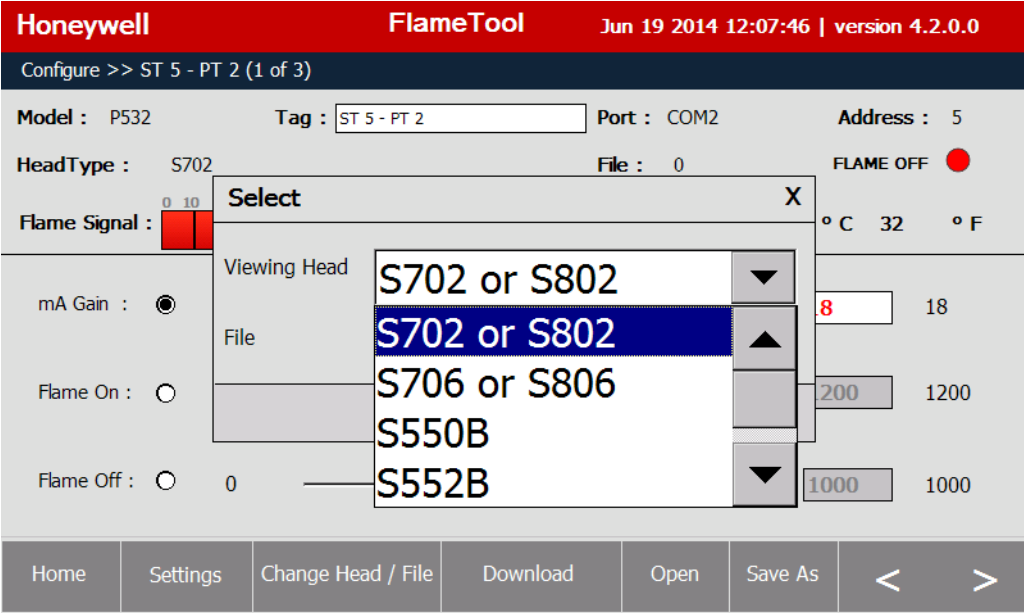 Honeywell FlameTool Jun 19 2014 12:07:46 | version 4.2.0.0
Configure >> ST 5 - PT 2 (1 of 3)
Model : P532 Tag : ST 5 - PT 2 Port : COM2 Address : 5
HeadType : S702 File : 0 FLAME OFF
Flame Signal : 0 10 ° C 32 ° F
Select X
Viewing Head S702 or S802
S702 or S802
File
S706 or S806
S550B
S552B
mA Gain : 18
Flame On : 1200
Flame Off : 0 1000 1000
Home Settings Change Head / File Download Open Save As < >